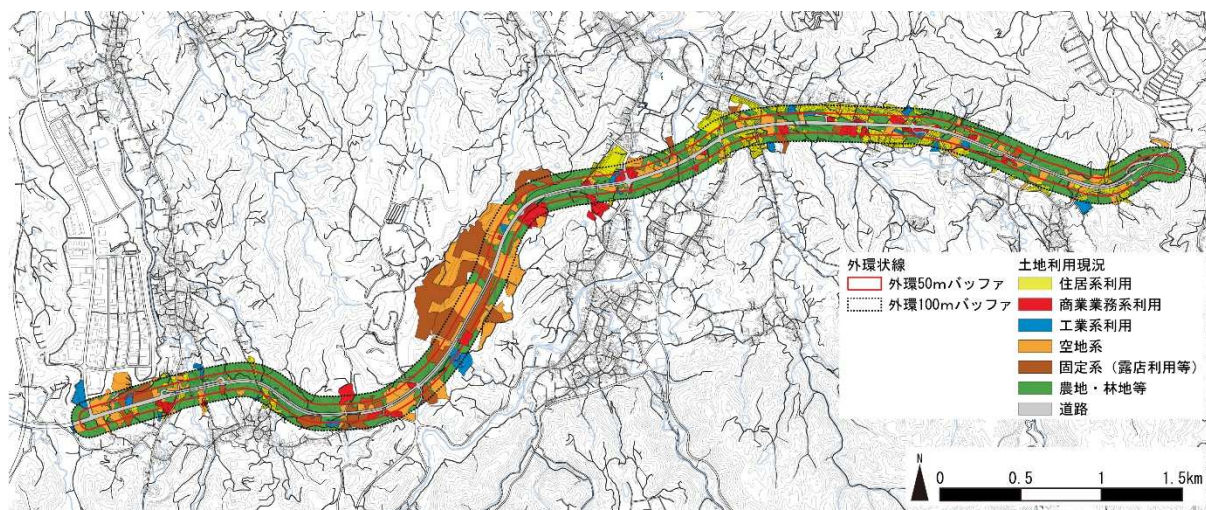 外環状線
外環50mバッファ
外環100mバッファ
土地利用現況
住居系利用
商業業務系利用
工業系利用
空地系
固定系（露店利用等）
農地・林地等
道路
N
0 0.5 1 1.5km